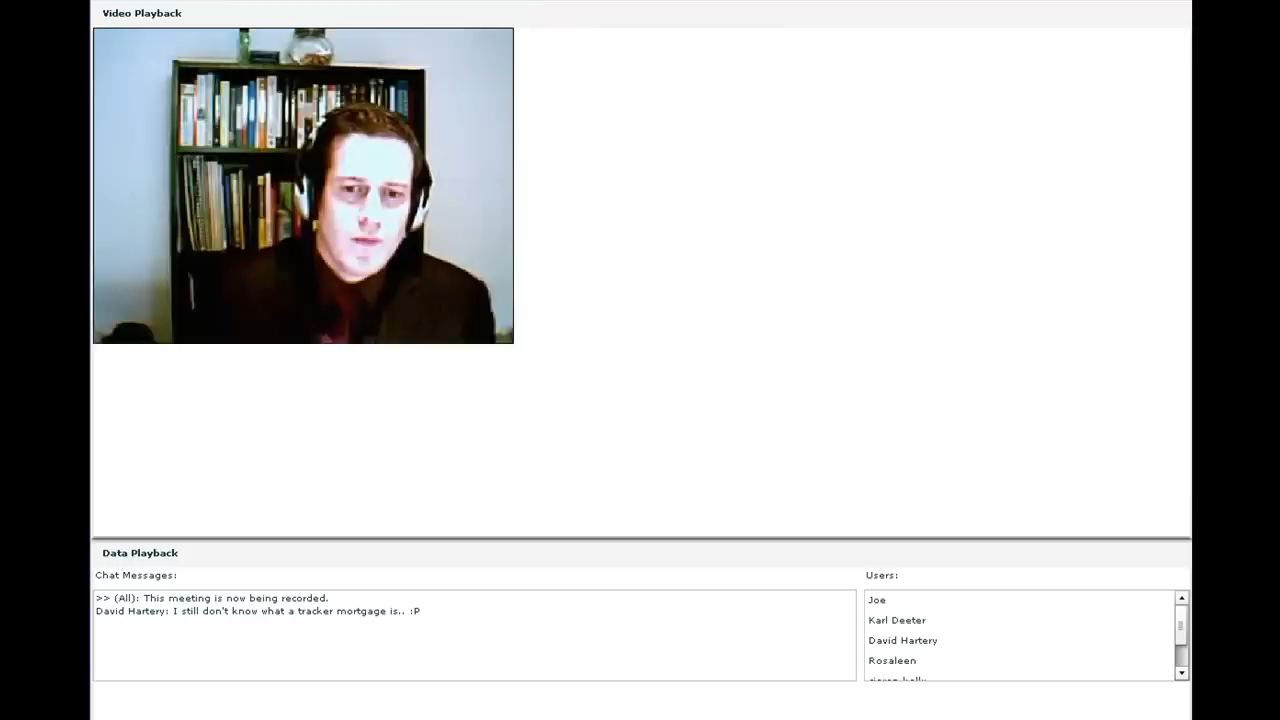 Video Playback
Data Playback
Chat Messages:
Users:
>> (All): This meeting is now being recorded.
David Hartery: I still don't know what a tracker mortgage is.. :P
Joe
Karl Deeter
David Hartery
Rosaleen